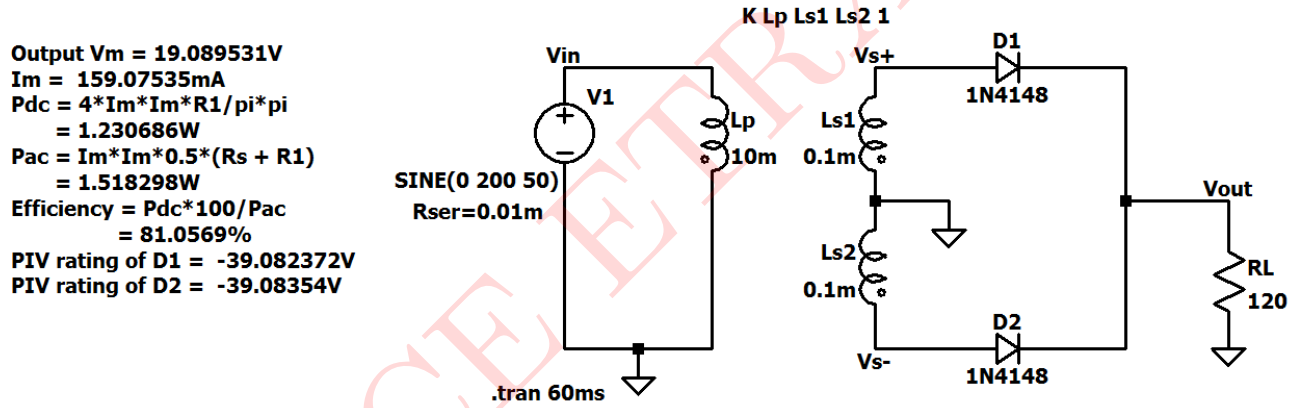 K Lp Ls1 Ls2 1
Output Vm = 19.089531V
Im = 159.07535mA
Pdc = 4*Im*Im*R1/pi*pi
= 1.230686W
Pac = Im*Im*0.5*(Rs + R1)
= 1.518298W
Efficiency = Pdc*100/Pac
= 81.0569%
PIV rating of D1 = -39.082372V
PIV rating of D2 = -39.08354V
Vin
V1
SINE(0 200 50)
Rser=0.01m
.tran 60ms
Lp
10m
Vs+
Ls1
0.1m
Ls2
0.1m
Vs-
D1
1N4148
D2
1N4148
Vout
RL
120
CE ETRA